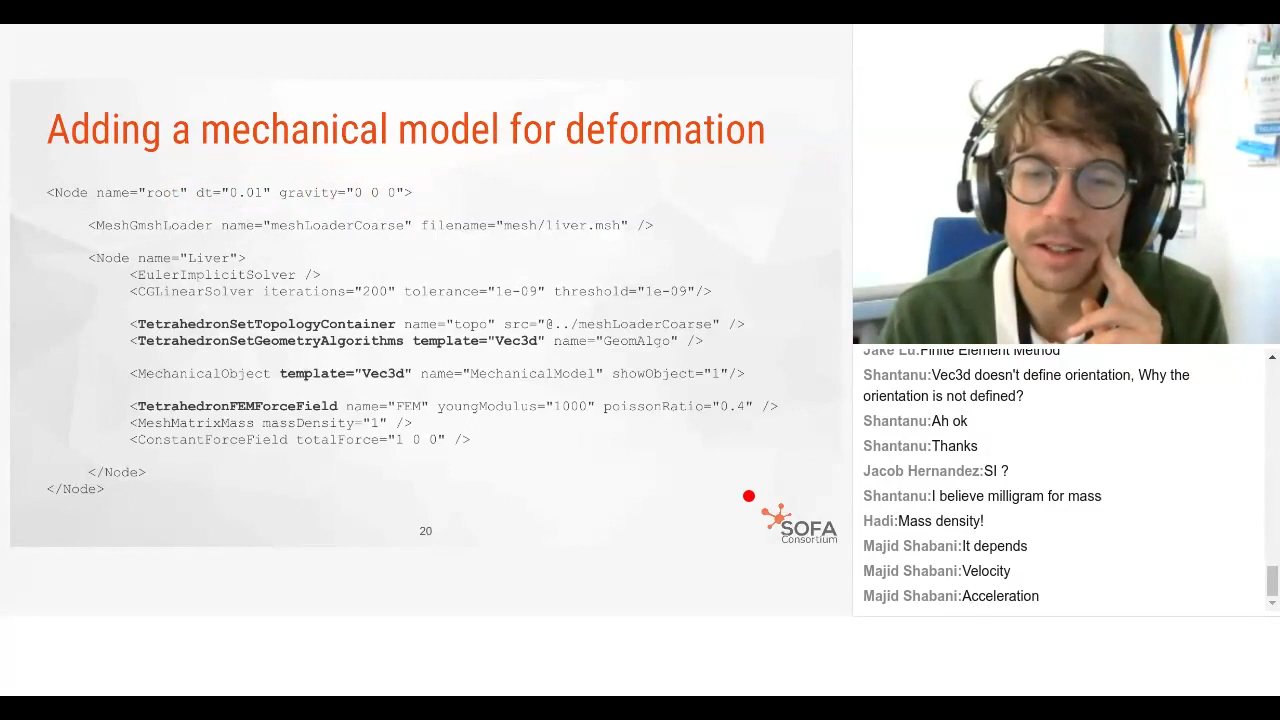 Adding a mechanical model for deformation
<Node name="root" dt="0.01" gravity="0 0 0">
<MeshGmshLoader name="meshLoaderCoarse" filename="mesh/liver.msh" />
<Node name="Liver">
<EulerImplicitSolver />
<CGLinearSolver iterations="200" tolerance="1e-09" threshold="1e-09"/>
<TetrahedronSetTopologyContainer name="topo" src="@../meshLoaderCoarse" />
<TetrahedronSetGeometryAlgorithms template="Vec3d" name="GeomAlgo" />
<MechanicalObject template="Vec3d" name="MechanicalModel" showObject="1"/>
<TetrahedronFEMForceField name="FEM" youngModulus="1000" poissonRatio="0.4" />
<MeshMatrixMass massDensity="1" />
<ConstantForceField totalForce="1 0 0" />
</Node>
</Node>
20
SOFA
Consortium
Jake Lu:Finite Element Method
Shantanu:Vec3d doesn't define orientation, Why the
orientation is not defined?
Shantanu:Ah ok
Shantanu:Thanks
Jacob Hernandez:SI ?
Shantanu:I believe milligram for mass
Hadi:Mass density!
Majid Shabani:It depends
Majid Shabani:Velocity
Majid Shabani:Acceleration